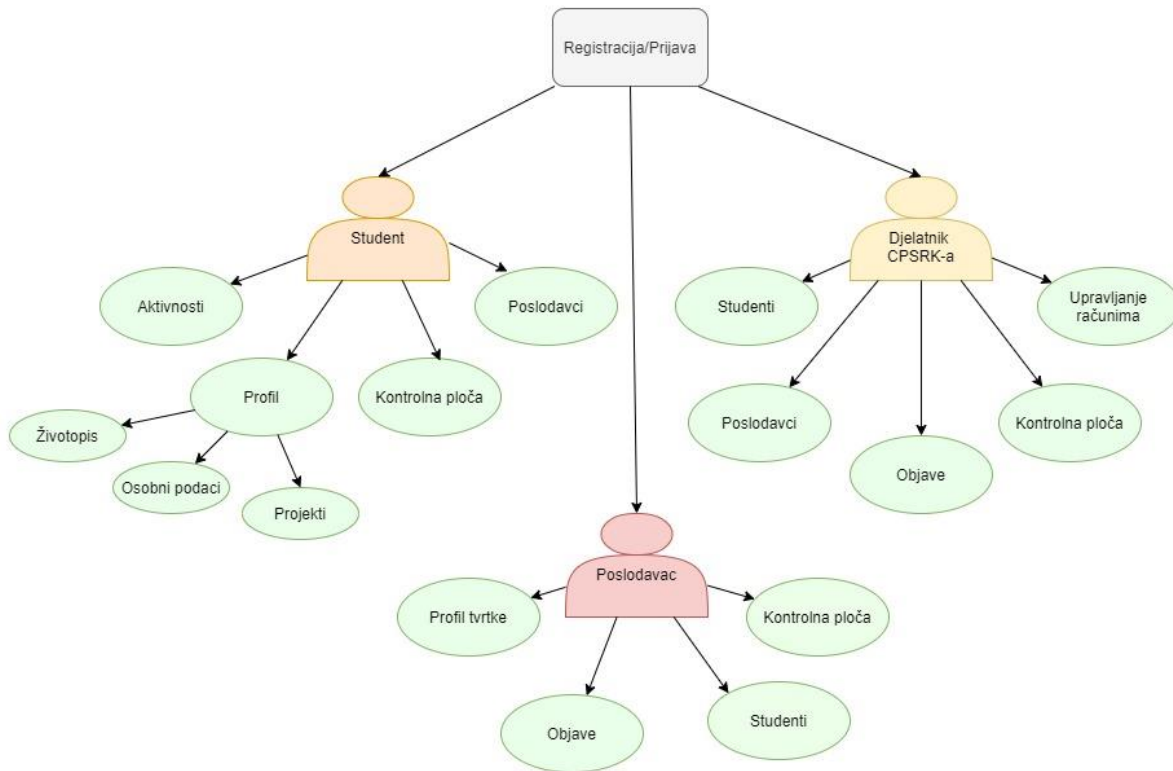 Registracija/Prijava
Student
Aktivnosti
Poslodavci
Profil
Kontrolna ploča
Životopis
Osobni podaci
Projekti
Djelatnik
CPSRK-a
Studenti
Upravljanje
računima
Poslodavci
Kontrolna ploča
Objave
Poslodavac
Profil tvrtke
Kontrolna ploča
Objave
Studenti